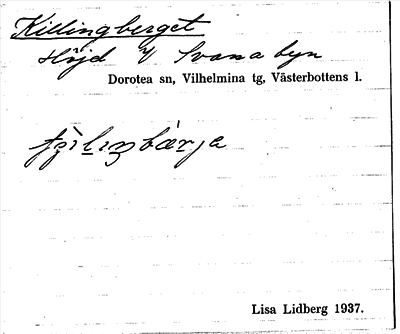 Killingberget
Höjd V Svanabyn
Dorotea sn, Vilhelmina tg, Västerbottens l.
Lisa Lidberg 1937.